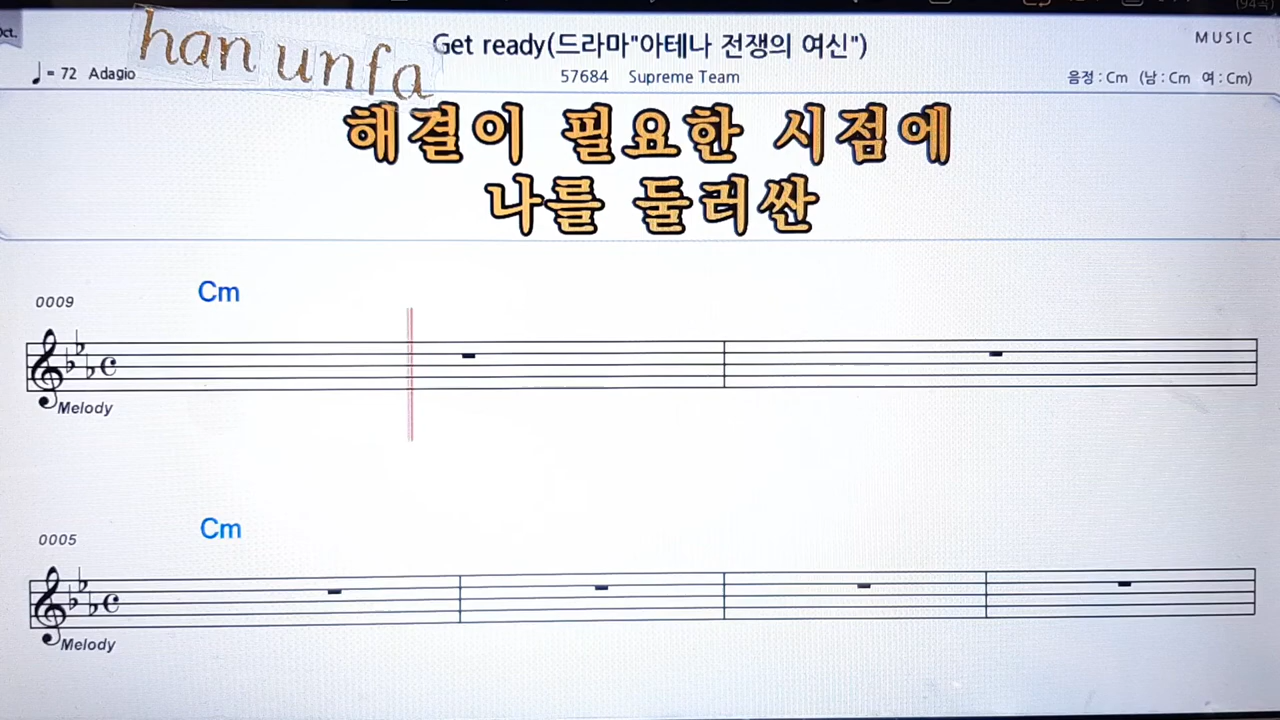 Oct.
han unfa
Get ready(드라마"아테나 전쟁의 여신")
MUSIC
♩= 72 Adagio
57684 Supreme Team
음정 : Cm (남 : Cm 여 : Cm)
해결이 필요한 시점에
나를 둘러싼
0009
Cm
Melody
0005
Cm
Melody